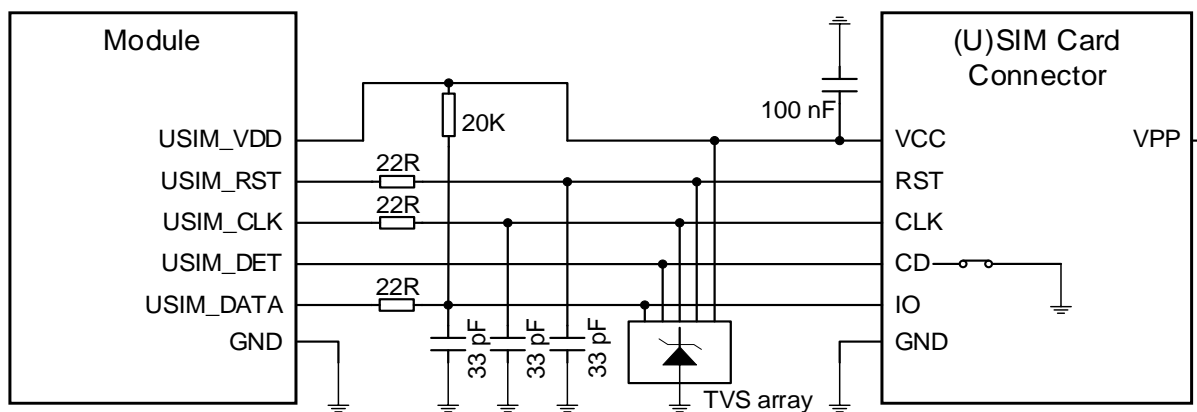 Module
(U)SIM Card
Connector
20K
100 nF
USIM_VDD
VCC
VPP
22R
USIM_RST
RST
22R
USIM_CLK
CLK
USIM_DET
CD
22R
USIM_DATA
IO
GND
33 pF
33 pF
33 pF
GND
TVS array